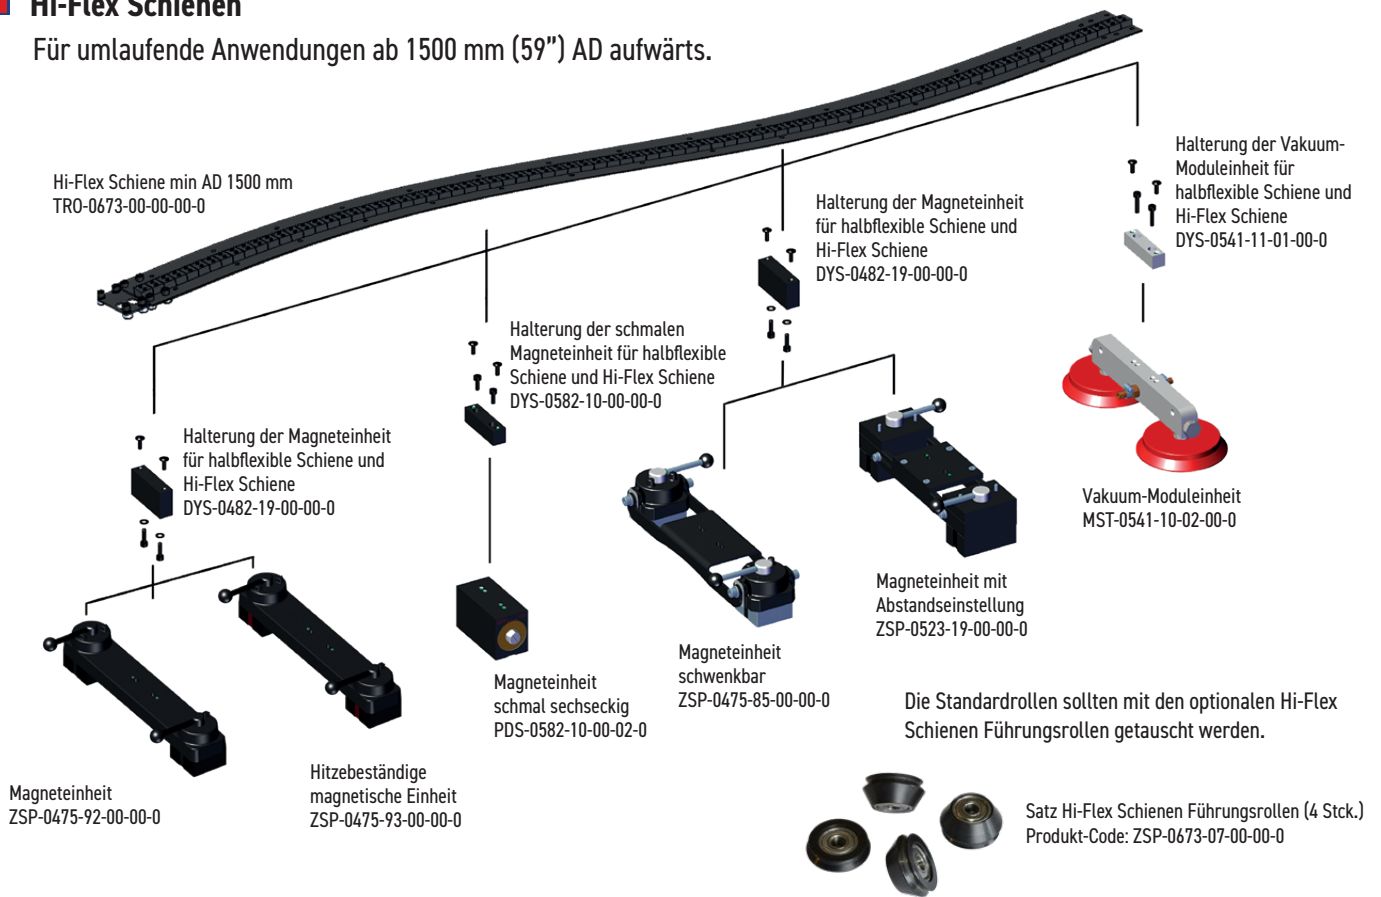 Hi-Flex Schienen
Für umlaufende Anwendungen ab 1500 mm (59”) AD aufwärts.
Hi-Flex Schiene min AD 1500 mm
TRO-0673-00-00-00-0
Halterung der Vakuum-
Moduleinheit für
halbflexible Schiene und
Hi-Flex Schiene
DYS-0541-11-01-00-0
Halterung der Magneteinheit
für halbflexible Schiene und
Hi-Flex Schiene
DYS-0482-19-00-00-0
Halterung der schmalen
Magneteinheit für halbflexible
Schiene und Hi-Flex Schiene
DYS-0582-10-00-00-0
Halterung der Magneteinheit
für halbflexible Schiene und
Hi-Flex Schiene
DYS-0482-19-00-00-0
Vakuum-Moduleinheit
MST-0541-10-02-00-0
Magneteinheit mit
Abstandseinstellung
ZSP-0523-19-00-00-0
Magneteinheit
schwenkbar
ZSP-0475-85-00-00-0
Magneteinheit
schmal sechseckig
PDS-0582-10-00-02-0
Hitzebeständige
magnetische Einheit
ZSP-0475-93-00-00-0
Magneteinheit
ZSP-0475-92-00-00-0
Die Standardrollen sollten mit den optionalen Hi-Flex
Schienen Führungsrollen getauscht werden.
Satz Hi-Flex Schienen Führungsrollen (4 Stck.)
Produkt-Code: ZSP-0673-07-00-00-0